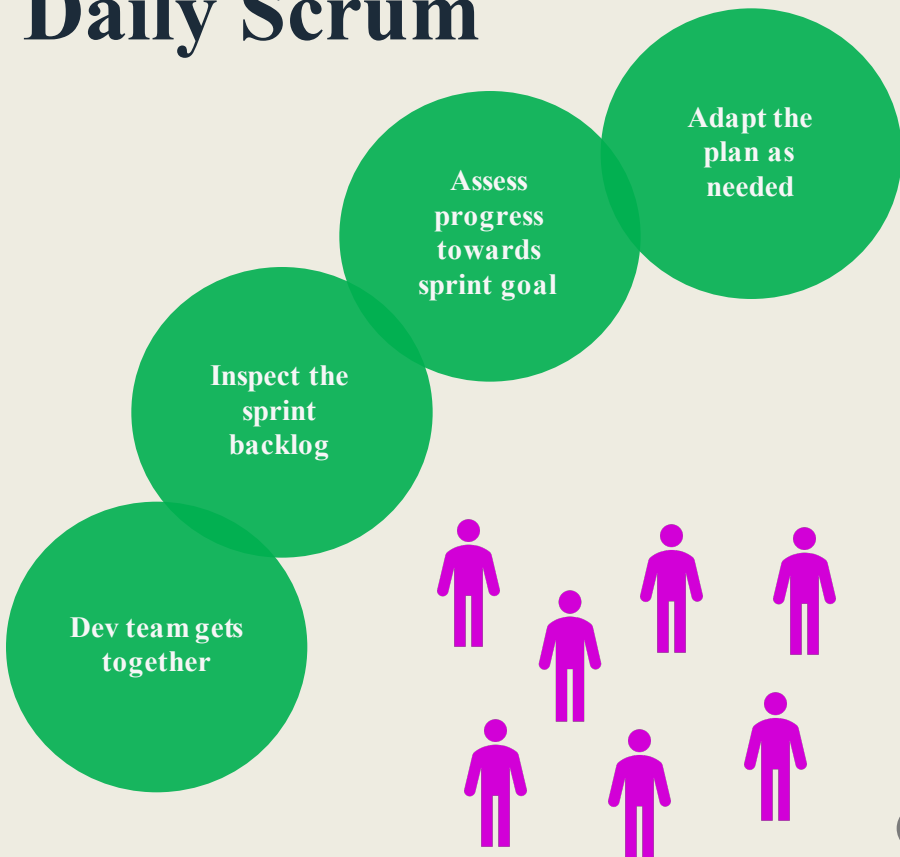 Daily Scrum
Adapt the
plan as
needed
Assess
progress
towards
sprint goal
Inspect the
sprint
backlog
Dev team gets
together